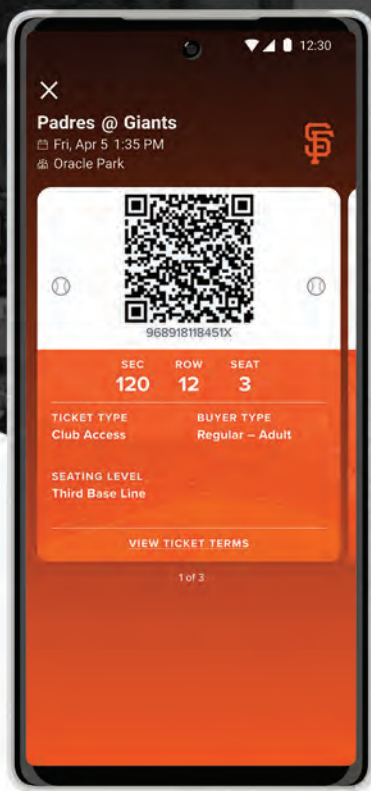 12:30
Padres @ Giants
Fri, Apr 5 1:35 PM
Oracle Park
SF
968918118451X
SEC ROW SEAT
120 12 3
TICKET TYPE BUYER TYPE
Club Access Regular – Adult
SEATING LEVEL
Third Base Line
VIEW TICKET TERMS
1 of 3